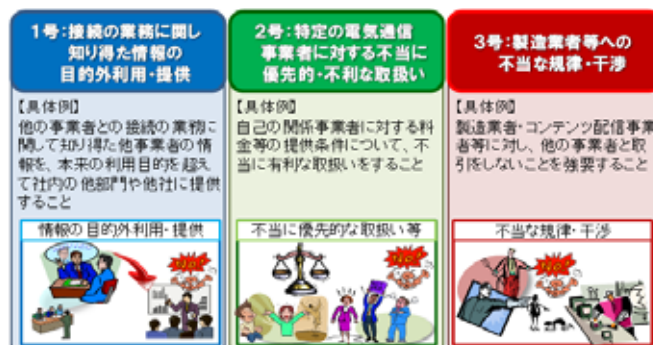 1号:接続の業務に関し
知り得た情報の
目的外利用・提供
【具体例】
他の事業者との接続の業務に
関して知り得た他事業者の情
報を、本来の利用目的を超え
て社内の他部門や他社に提供
すること
情報の目的外利用・提供
STOP
2号:特定の電気通信
事業者に対する不当に
優先的・不利な取扱い
【具体例】
自己の関係事業者に対する料
金等の提供条件について、不
当に有利な取扱いをすること
不当に優先的な取扱い等
STOP
3号:製造業者等への
不当な規律・干渉
【具体例】
製造業者・コンテンツ配信事業
者等に対し、他の事業者と取
引をしないことを強要すること
不当な規律・干渉
STOP